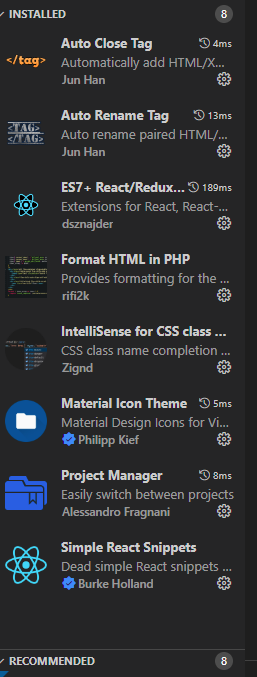 INSTALLED 8
Auto Close Tag 4ms
</tag> Automatically add HTML/X...
Jun Han
Auto Rename Tag 13ms
<TAG> Auto rename paired HTML/...
<TAG> Jun Han
ES7+ React/Redux... 189ms
Extensions for React, React-...
dsznajder
Format HTML in PHP
Provides formatting for the ...
rifi2k
IntelliSense for CSS class ...
CSS class name completion ...
Zignd
Material Icon Theme 5ms
Material Design Icons for Vi...
Philipp Kief
Project Manager 8ms
Easily switch between projects
Alessandro Fragnani
Simple React Snippets
Dead simple React snippets ...
Burke Holland
RECOMMENDED 8